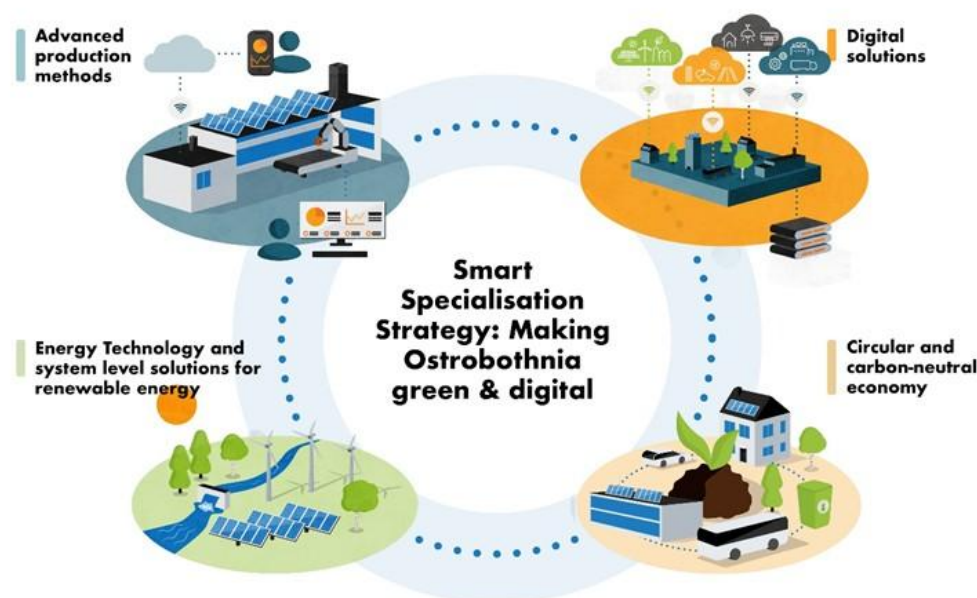 Advanced
production
methods
Digital
solutions
Smart
Specialisation
Strategy: Making
Ostrobothnia
green & digital
Energy Technology and
system level solutions for
renewable energy
Circular and
carbon-neutral
economy